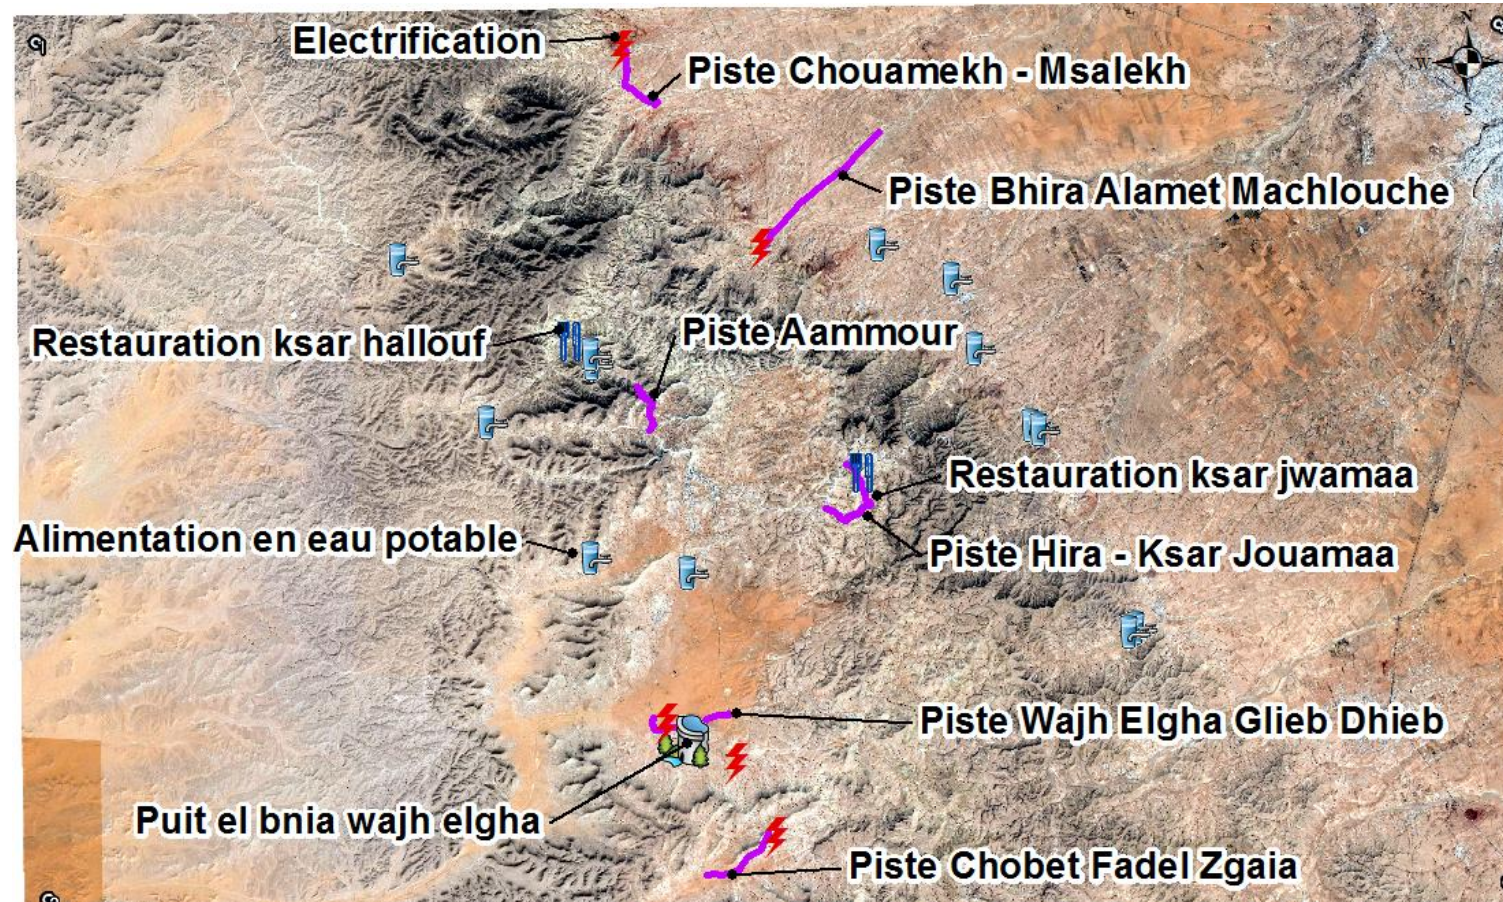 Electrification
Piste Chouamekh - Msalekh
N
W
S
Piste Bhira Alamet Machlouche
Restauration ksar hallouf
Piste Aammour
Restauration ksar jwamaa
Alimentation en eau potable
Piste Hira - Ksar Jouamaa
Piste Wajh Elgha Glieb Dhieb
Puit el bnia wajh elgha
Piste Chobet Fadel Zgaia